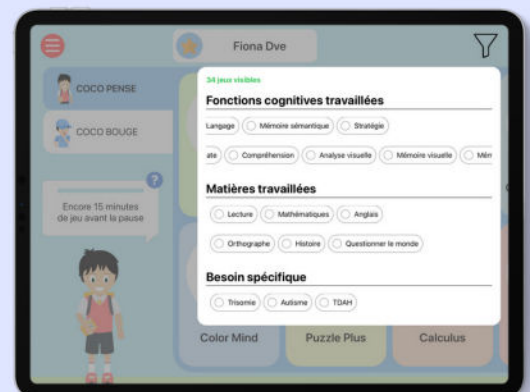 Fiona Dve
COCO PENSE
COCO BOUGE
?
Encore 15 minutes
de jeu avant la pause
34 jeux visibles
Fonctions cognitives travaillées
Langage Mémoire sémantique Stratégie
ate Compréhension Analyse visuelle Mémoire visuelle Mém
Matières travaillées
Lecture Mathématiques Anglais
Orthographe Histoire Questionner le monde
Besoin spécifique
Trisomie Autisme TDAH
Color Mind Puzzle Plus Calculus